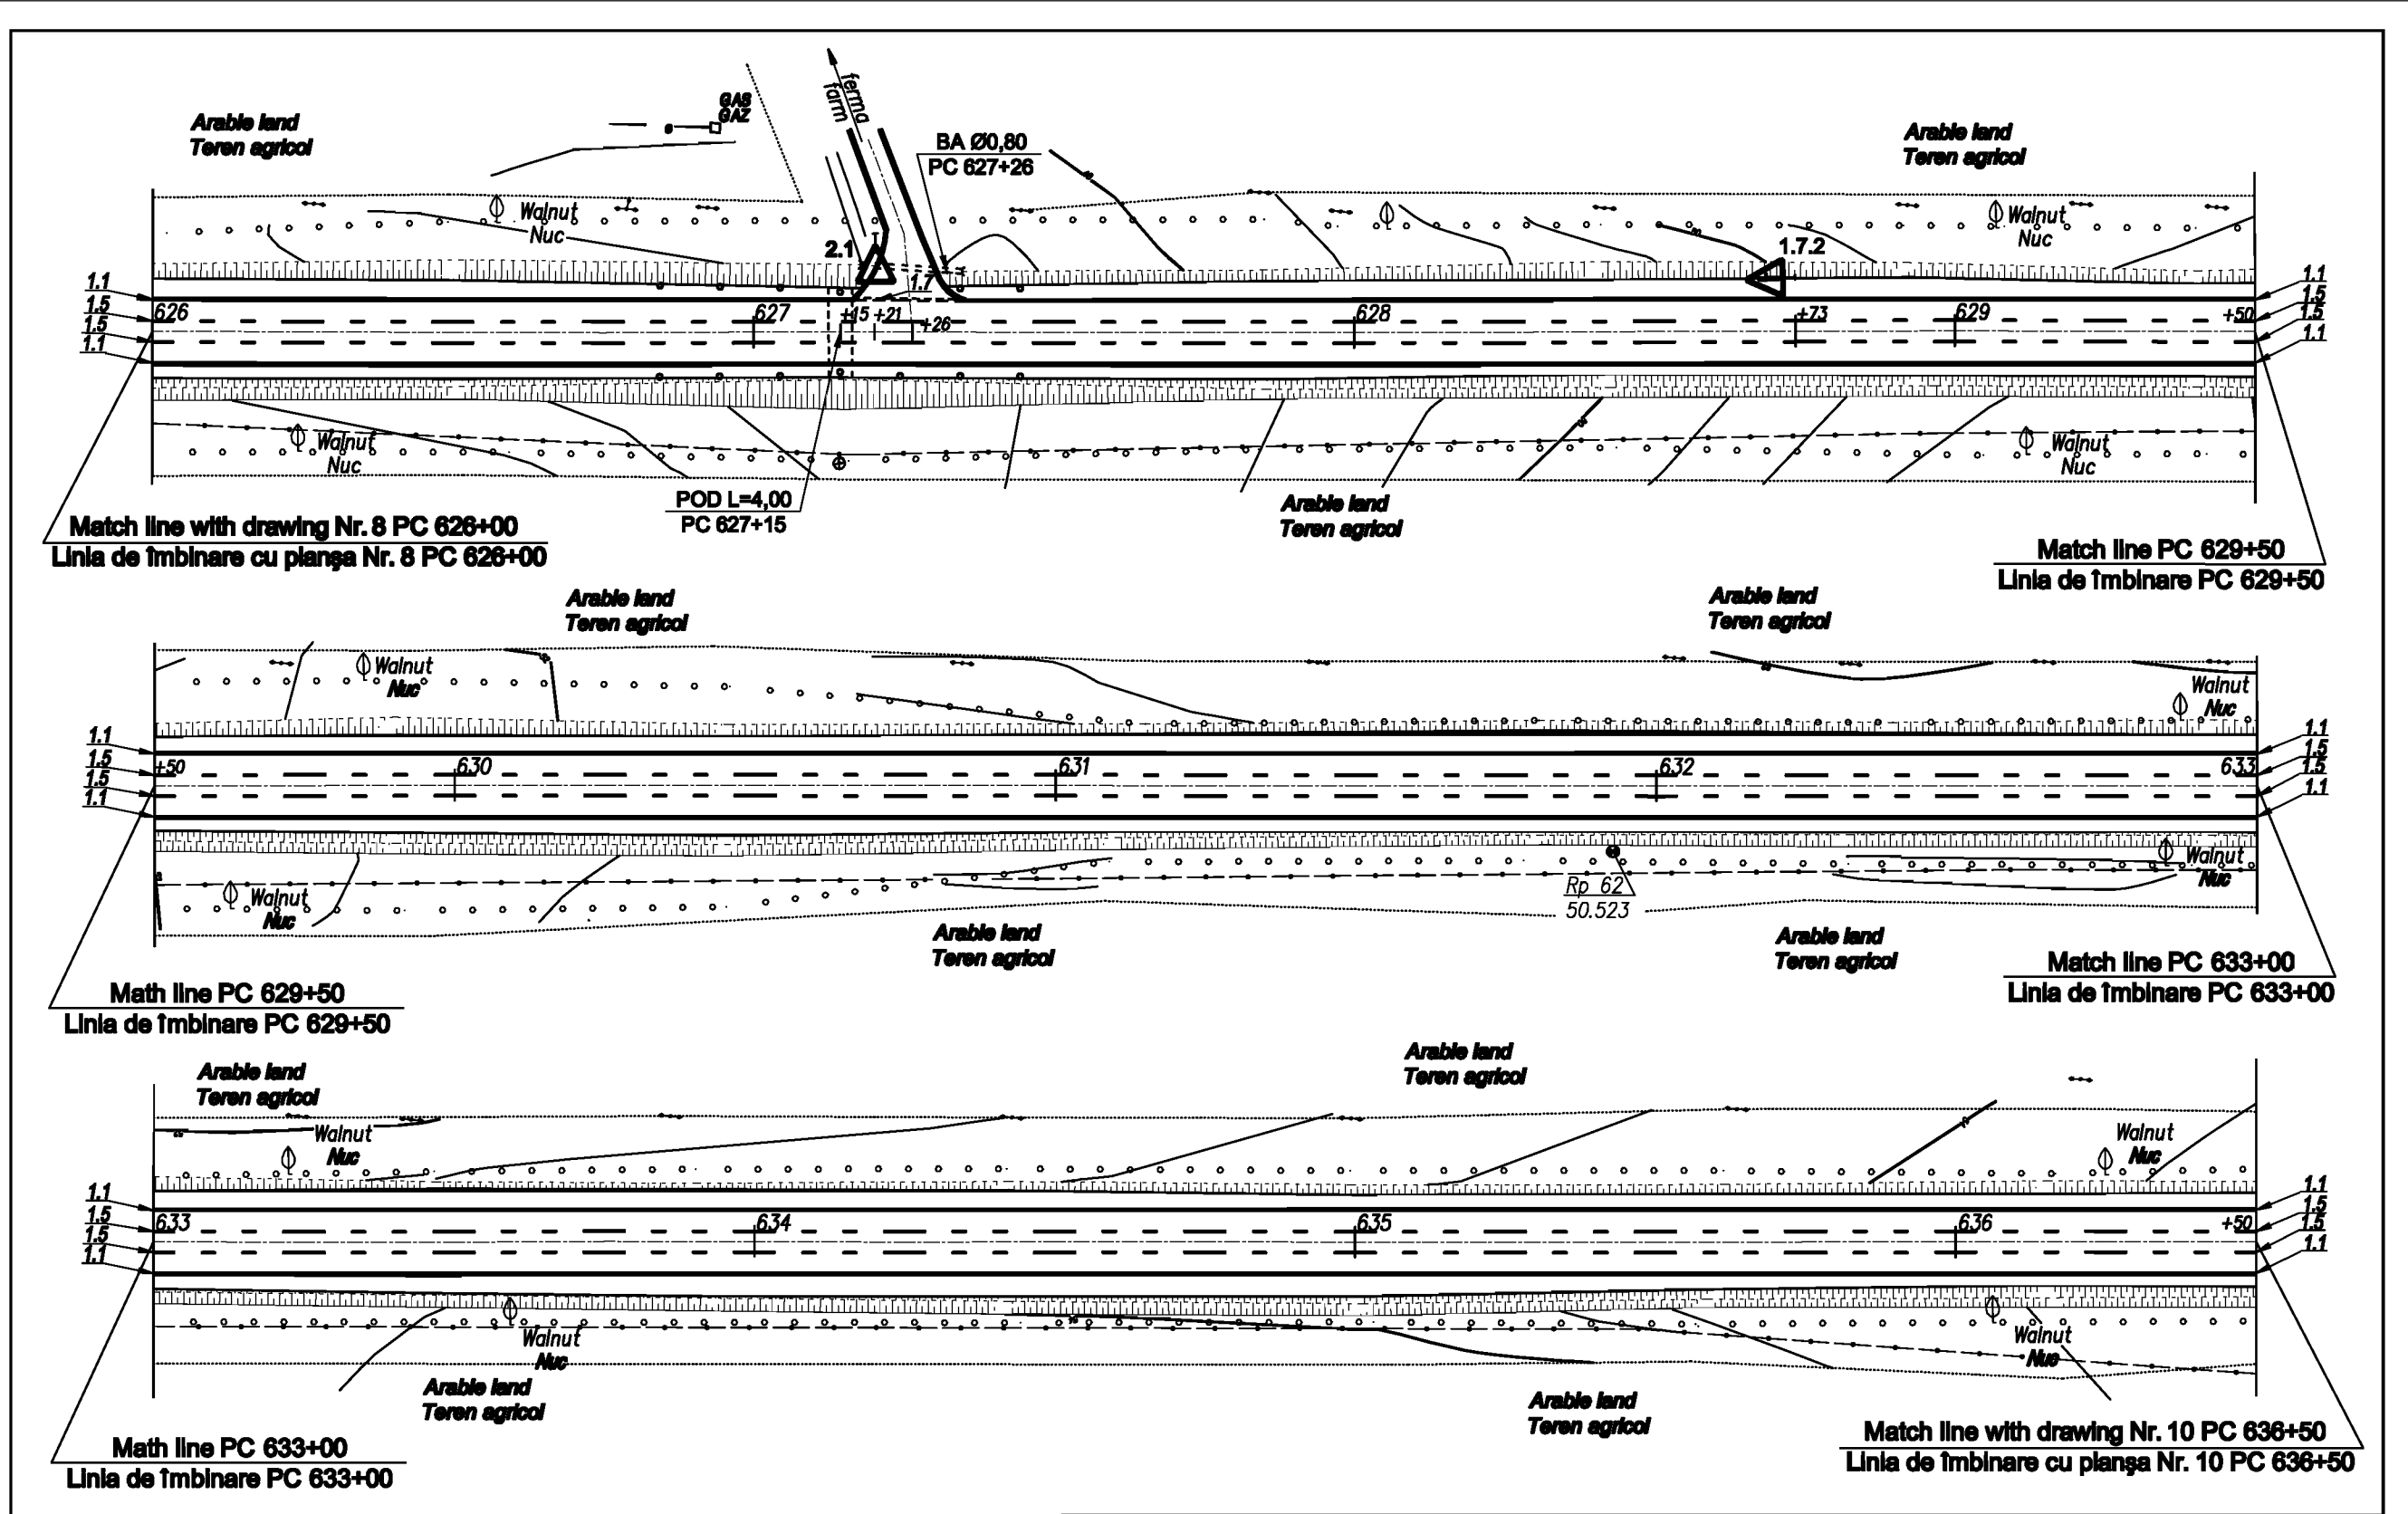 Arable land
Teren agricol
GAS
GAZ
ferma
farm
BA Ø0,80
PC 627+26
Arable land
Teren agricol
Walnut
Nuc
2.1
1.7
1.7.2
Walnut
Nuc
1.1
1.5
1.5
1.1
626
627
+15
+21
+26
628
+73
629
+50
1.1
1.5
1.5
1.1
Walnut
Nuc
Walnut
Nuc
POD L=4,00
PC 627+15
Arable land
Teren agricol
Match line with drawing Nr. 8 PC 626+00
Linia de îmbinare cu planşa Nr. 8 PC 626+00
Match line PC 629+50
Linia de îmbinare PC 629+50
Arable land
Teren agricol
Arable land
Teren agricol
Walnut
Nuc
Walnut
Nuc
1.1
1.5
1.5
1.1
+50
630
631
632
633
1.1
1.5
1.5
1.1
Walnut
Nuc
Rp 62
50.523
Walnut
Nuc
Arable land
Teren agricol
Arable land
Teren agricol
Math line PC 629+50
Linia de îmbinare PC 629+50
Match line PC 633+00
Linia de îmbinare PC 633+00
Arable land
Teren agricol
Arable land
Teren agricol
Walnut
Nuc
Walnut
Nuc
1.1
1.5
1.5
1.1
633
634
635
636
+50
1.1
1.5
1.5
1.1
Walnut
Nuc
Walnut
Nuc
Arable land
Teren agricol
Arable land
Teren agricol
Math line PC 633+00
Linia de îmbinare PC 633+00
Match line with drawing Nr. 10 PC 636+50
Linia de îmbinare cu planşa Nr. 10 PC 636+50